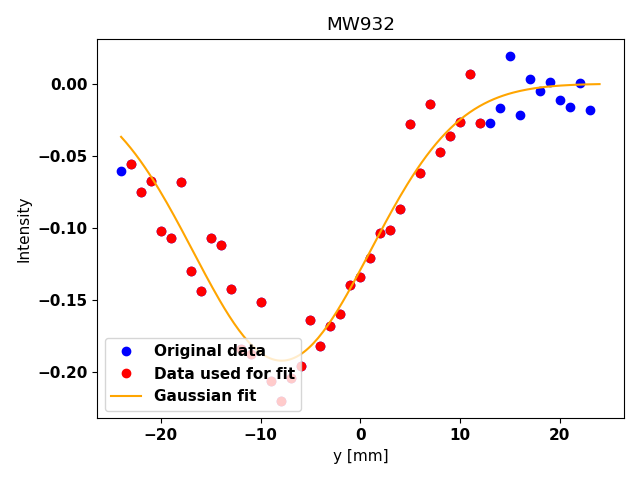 MW932
0.00
−0.05
−0.10
−0.15
−0.20
Intensity
Original data
Data used for fit
Gaussian fit
−20
−10
0
10
20
y [mm]